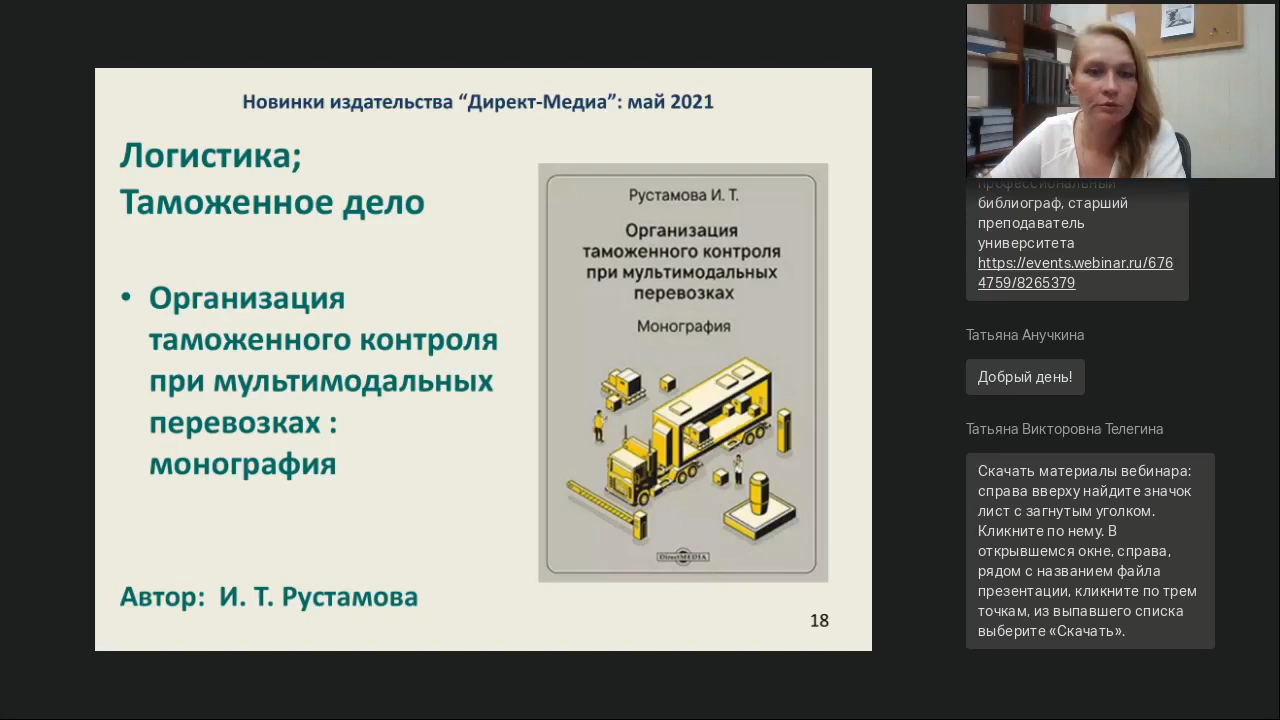 Новинки издательства “Директ-Медиа”: май 2021
Логистика;
Таможенное дело
• Организация
таможенного контроля
при мультимодальных
перевозках :
монография
Автор: И. Т. Рустамова
Рустамова И. Т.
Организация
таможенного контроля
при мультимодальных
перевозках
Монография
DirectMEDIA
18
профессиональный
библиограф, старший
преподаватель
университета
https://events.webinar.ru/676
4759/8265379
Татьяна Анучкина
Добрый день!
Татьяна Викторовна Телегина
Скачать материалы вебинара:
справа вверху найдите значок
лист с загнутым уголком.
Кликните по нему. В
открывшемся окне, справа,
рядом с названием файла
презентации, кликните по трем
точкам, из выпавшего списка
выберите «Скачать».